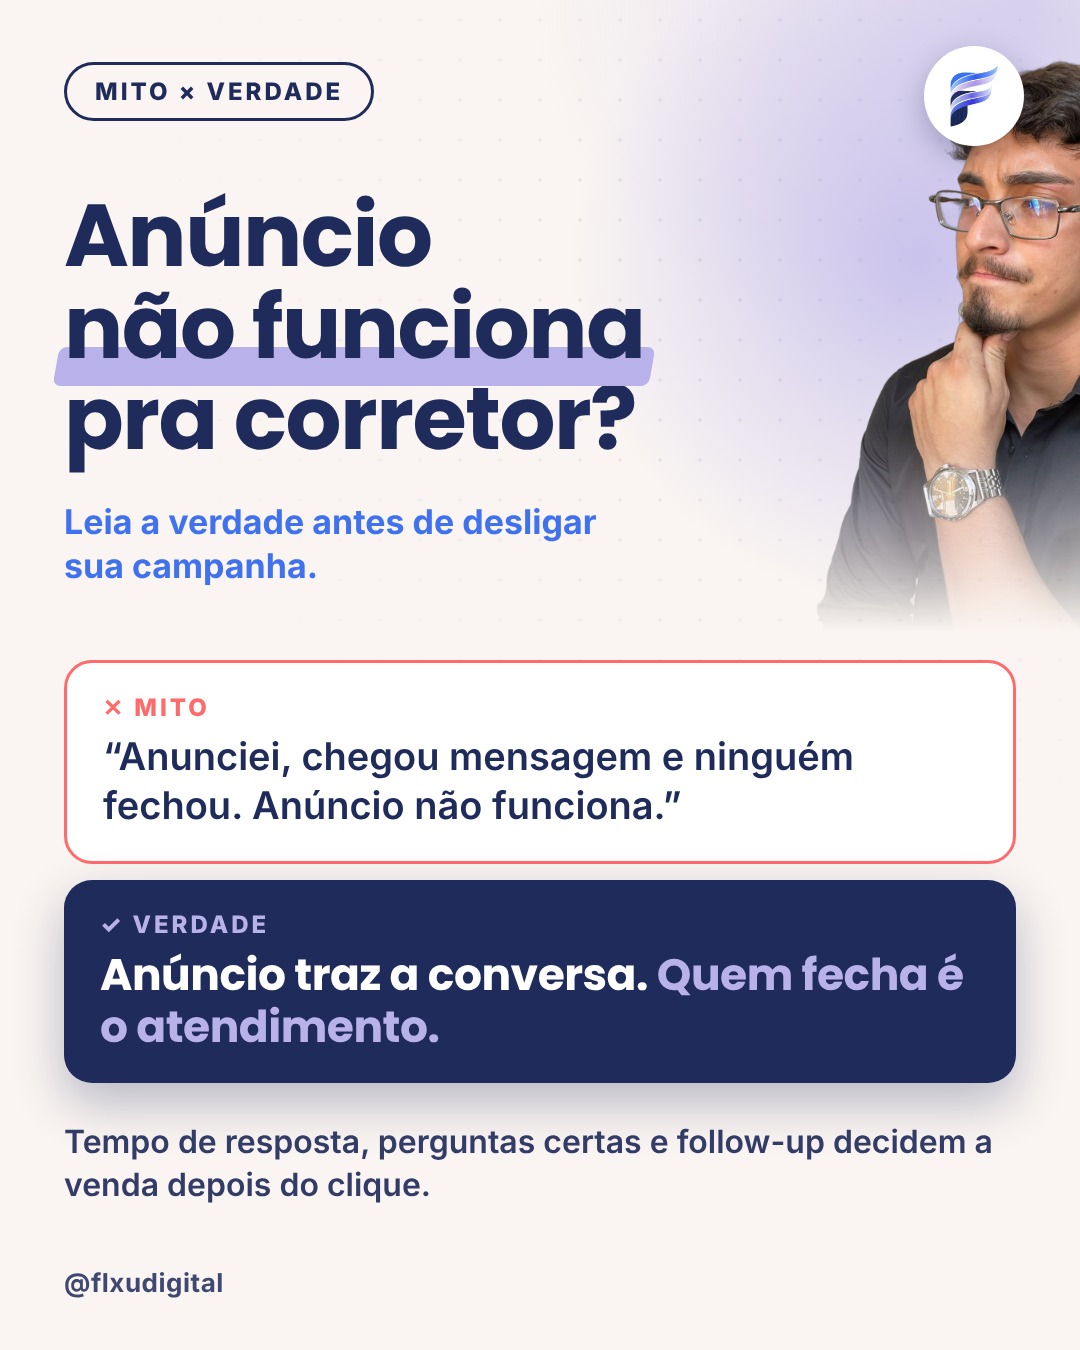 MITO × VERDADE
Anúncio
não funciona
pra corretor?
Leia a verdade antes de desligar
sua campanha.
✕ MITO
“Anunciei, chegou mensagem e ninguém
fechou. Anúncio não funciona.”
✓ VERDADE
Anúncio traz a conversa. Quem fecha é
o atendimento.
Tempo de resposta, perguntas certas e follow-up decidem a
venda depois do clique.
@flxudigital